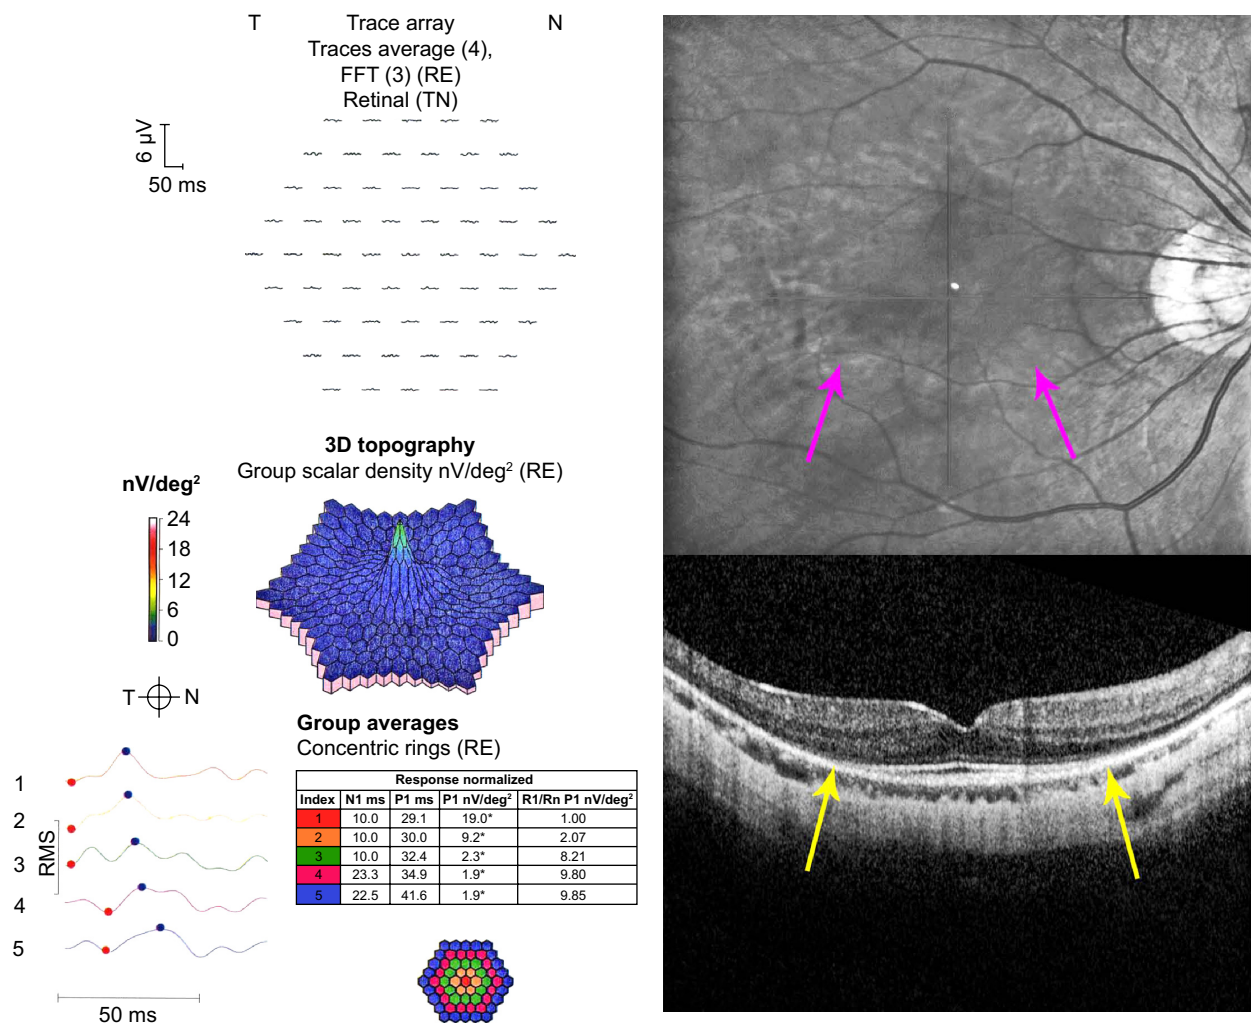 T Trace array N
Traces average (4),
FFT (3) (RE)
Retinal (TN)
6 µV
50 ms
3D topography
Group scalar density nV/deg² (RE)
nV/deg²
24
18
12
6
0
T N
Group averages
Concentric rings (RE)
Response normalized
Index N1 ms P1 ms P1 nV/deg² R1/Rn P1 nV/deg²
1 10.0 29.1 19.0* 1.00
2 10.0 30.0 9.2* 2.07
3 10.0 32.4 2.3* 8.21
4 23.3 34.9 1.9* 9.80
5 22.5 41.6 1.9* 9.85
1
2
3
4
5
RMS
50 ms